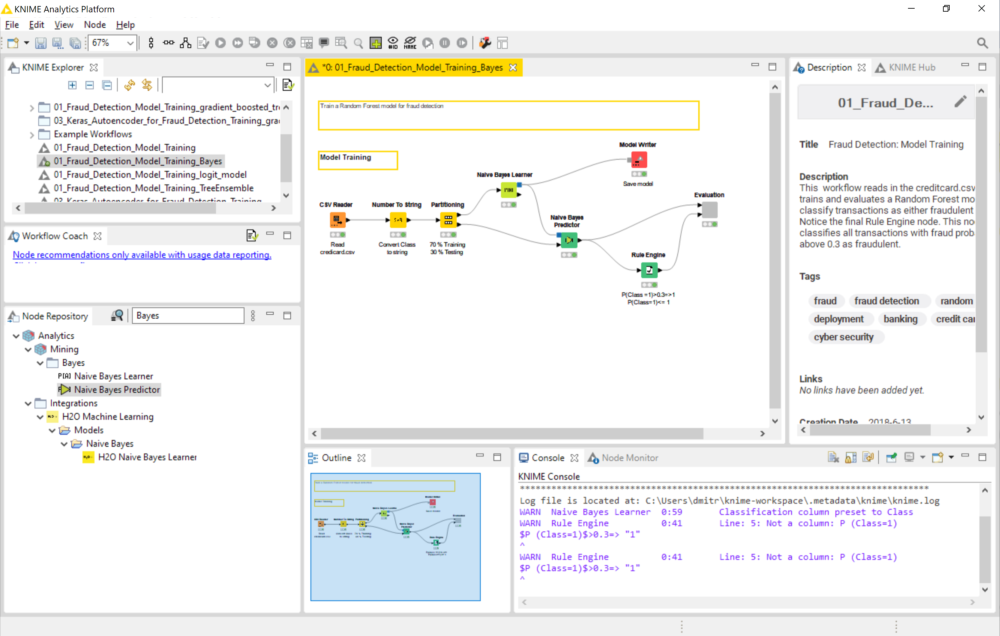 KNIME Analytics Platform
File Edit View Node Help
67%
#ID NAME
KNIME Explorer
01_Fraud_Detection_Model_Training_gradient_boosted_tr
03_Keras_Autoencoder_for_Fraud_Detection_Training_gra
Example Workflows
01_Fraud_Detection_Model_Training
01_Fraud_Detection_Model_Training_Bayes
01_Fraud_Detection_Model_Training_logit_model
01_Fraud_Detection_Model_Training_TreeEnsemble
03_Keras_Autoencoder_for_Fraud_Detection_Training
Workflow Coach
Node recommendations only available with usage data reporting.
Node Repository
Bayes
Analytics
Mining
Bayes
P(A) Naive Bayes Learner
Naive Bayes Predictor
Integrations
H2O Machine Learning
Models
Naive Bayes
H2O Naive Bayes Learner
*0: 01_Fraud_Detection_Model_Training_Bayes
Train a Random Forest model for fraud detection
Model Training
Model Writer
Save model
Naive Bayes Learner
Evaluation
CSV Reader
Number To String
Partitioning
Read
credicard.csv
Convert Class
to string
70 % Training
30 % Testing
Naive Bayes
Predictor
Rule Engine
P(Class =1)>0.3=>1
P(Class=1)<= 1
Description
KNIME Hub
01_Fraud_De...
Title Fraud Detection: Model Training
Description
This workflow reads in the creditcard.csv
trains and evaluates a Random Forest mo
classify transactions as either fraudulent
Notice the final Rule Engine node. This no
classifies all transactions with fraud prob
above 0.3 as fraudulent.
Tags
fraud fraud detection random
deployment banking credit car
cyber security
Links
No links have been added yet.
Creation Date 2018-6-13
Outline
Console
Node Monitor
KNIME Console
Log file is located at: C:\Users\dmitr\knime-workspace\.metadata\knime\knime.log
WARN Naive Bayes Learner 0:59 Classification column preset to Class
WARN Rule Engine 0:41 Line: 5: Not a column: P (Class=1)
$P (Class=1)$>0.3=> "1"
^
WARN Rule Engine 0:41 Line: 5: Not a column: P (Class=1)
$P (Class=1)$>0.3=> "1"
^